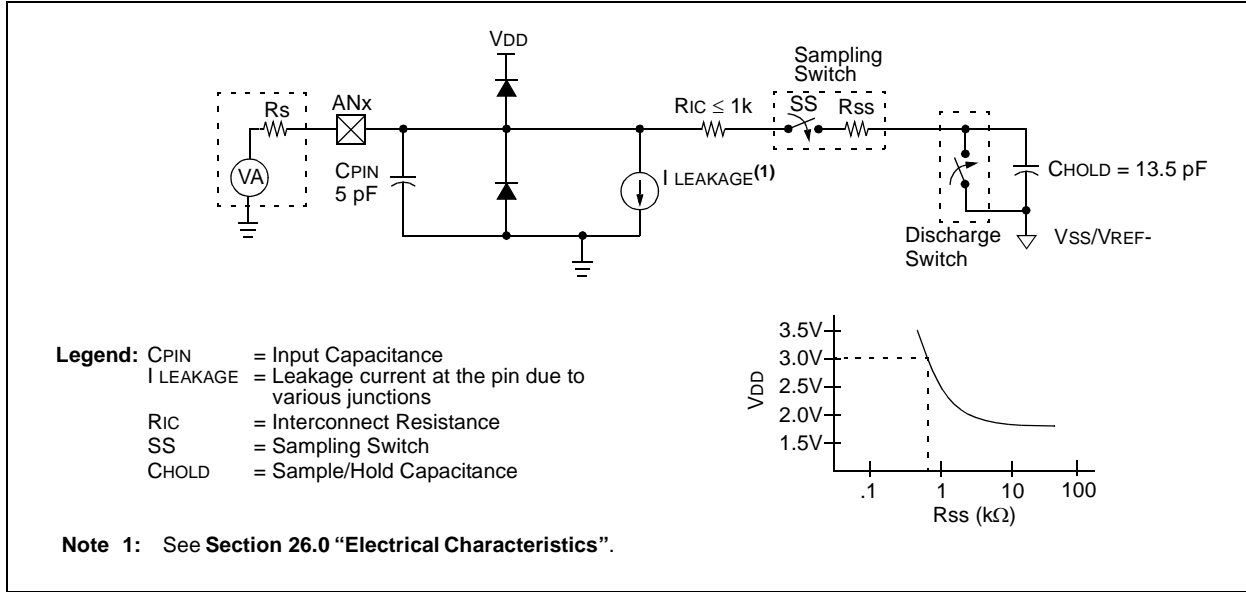 VDD
Sampling
Switch
Rs
ANx
RIC ≤ 1k
SS
RSS
VA
CPIN
5 pF
I LEAKAGE(1)
CHOLD = 13.5 pF
Discharge
Switch
VSS/VREF-
Legend: CPIN = Input Capacitance
I LEAKAGE = Leakage current at the pin due to
various junctions
RIC = Interconnect Resistance
SS = Sampling Switch
CHOLD = Sample/Hold Capacitance
VDD
3.5V
3.0V
2.5V
2.0V
1.5V
.1 1 10 100
Rss (kΩ)
Note 1: See Section 26.0 “Electrical Characteristics”.